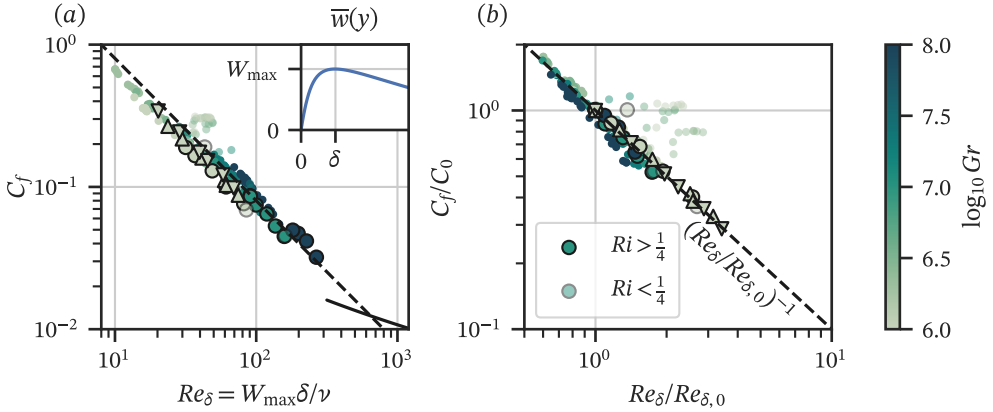 (a)
w̅(y)
W_max
0
0
δ
10^0
10^−1
10^−2
C_f
10^1
10^2
10^3
Re_δ = W_max δ/ν
(b)
10^0
10^−1
C_f/C_0
Ri > 1/4
Ri < 1/4
(Re_δ/Re_δ,0)^−1
10^0
10^1
Re_δ/Re_δ,0
8.0
7.5
7.0
6.5
6.0
log_10 Gr